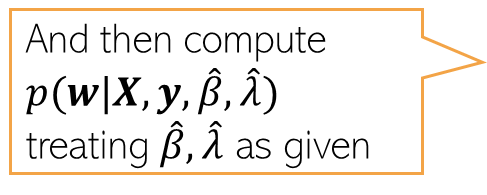 And then compute
p(w|X, y, β̂, λ̂)
treating β̂, λ̂ as given